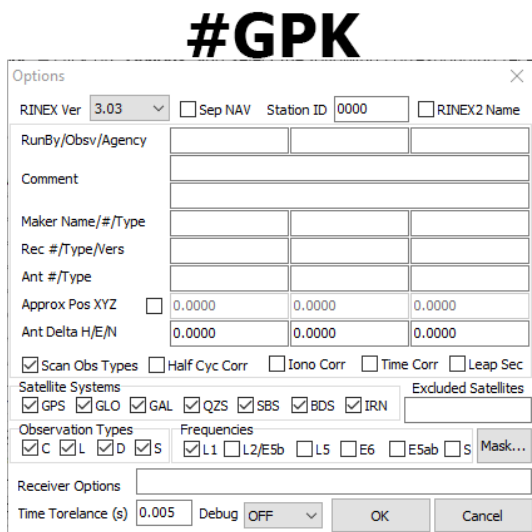 #GPK
Options
RINEX Ver 3.03 Sep NAV Station ID 0000 RINEX2 Name
RunBy/Obsv/Agency
Comment
Maker Name/#/Type
Rec #/Type/Vers
Ant #/Type
Approx Pos XYZ 0.0000 0.0000 0.0000
Ant Delta H/E/N 0.0000 0.0000 0.0000
Scan Obs Types Half Cyc Corr Iono Corr Time Corr Leap Sec
Satellite Systems Excluded Satellites
GPS GLO GAL QZS SBS BDS IRN
Observation Types Frequencies
C L D S L1 L2/E5b L5 E6 E5ab S Mask...
Receiver Options
Time Torelance (s) 0.005 Debug OFF OK Cancel